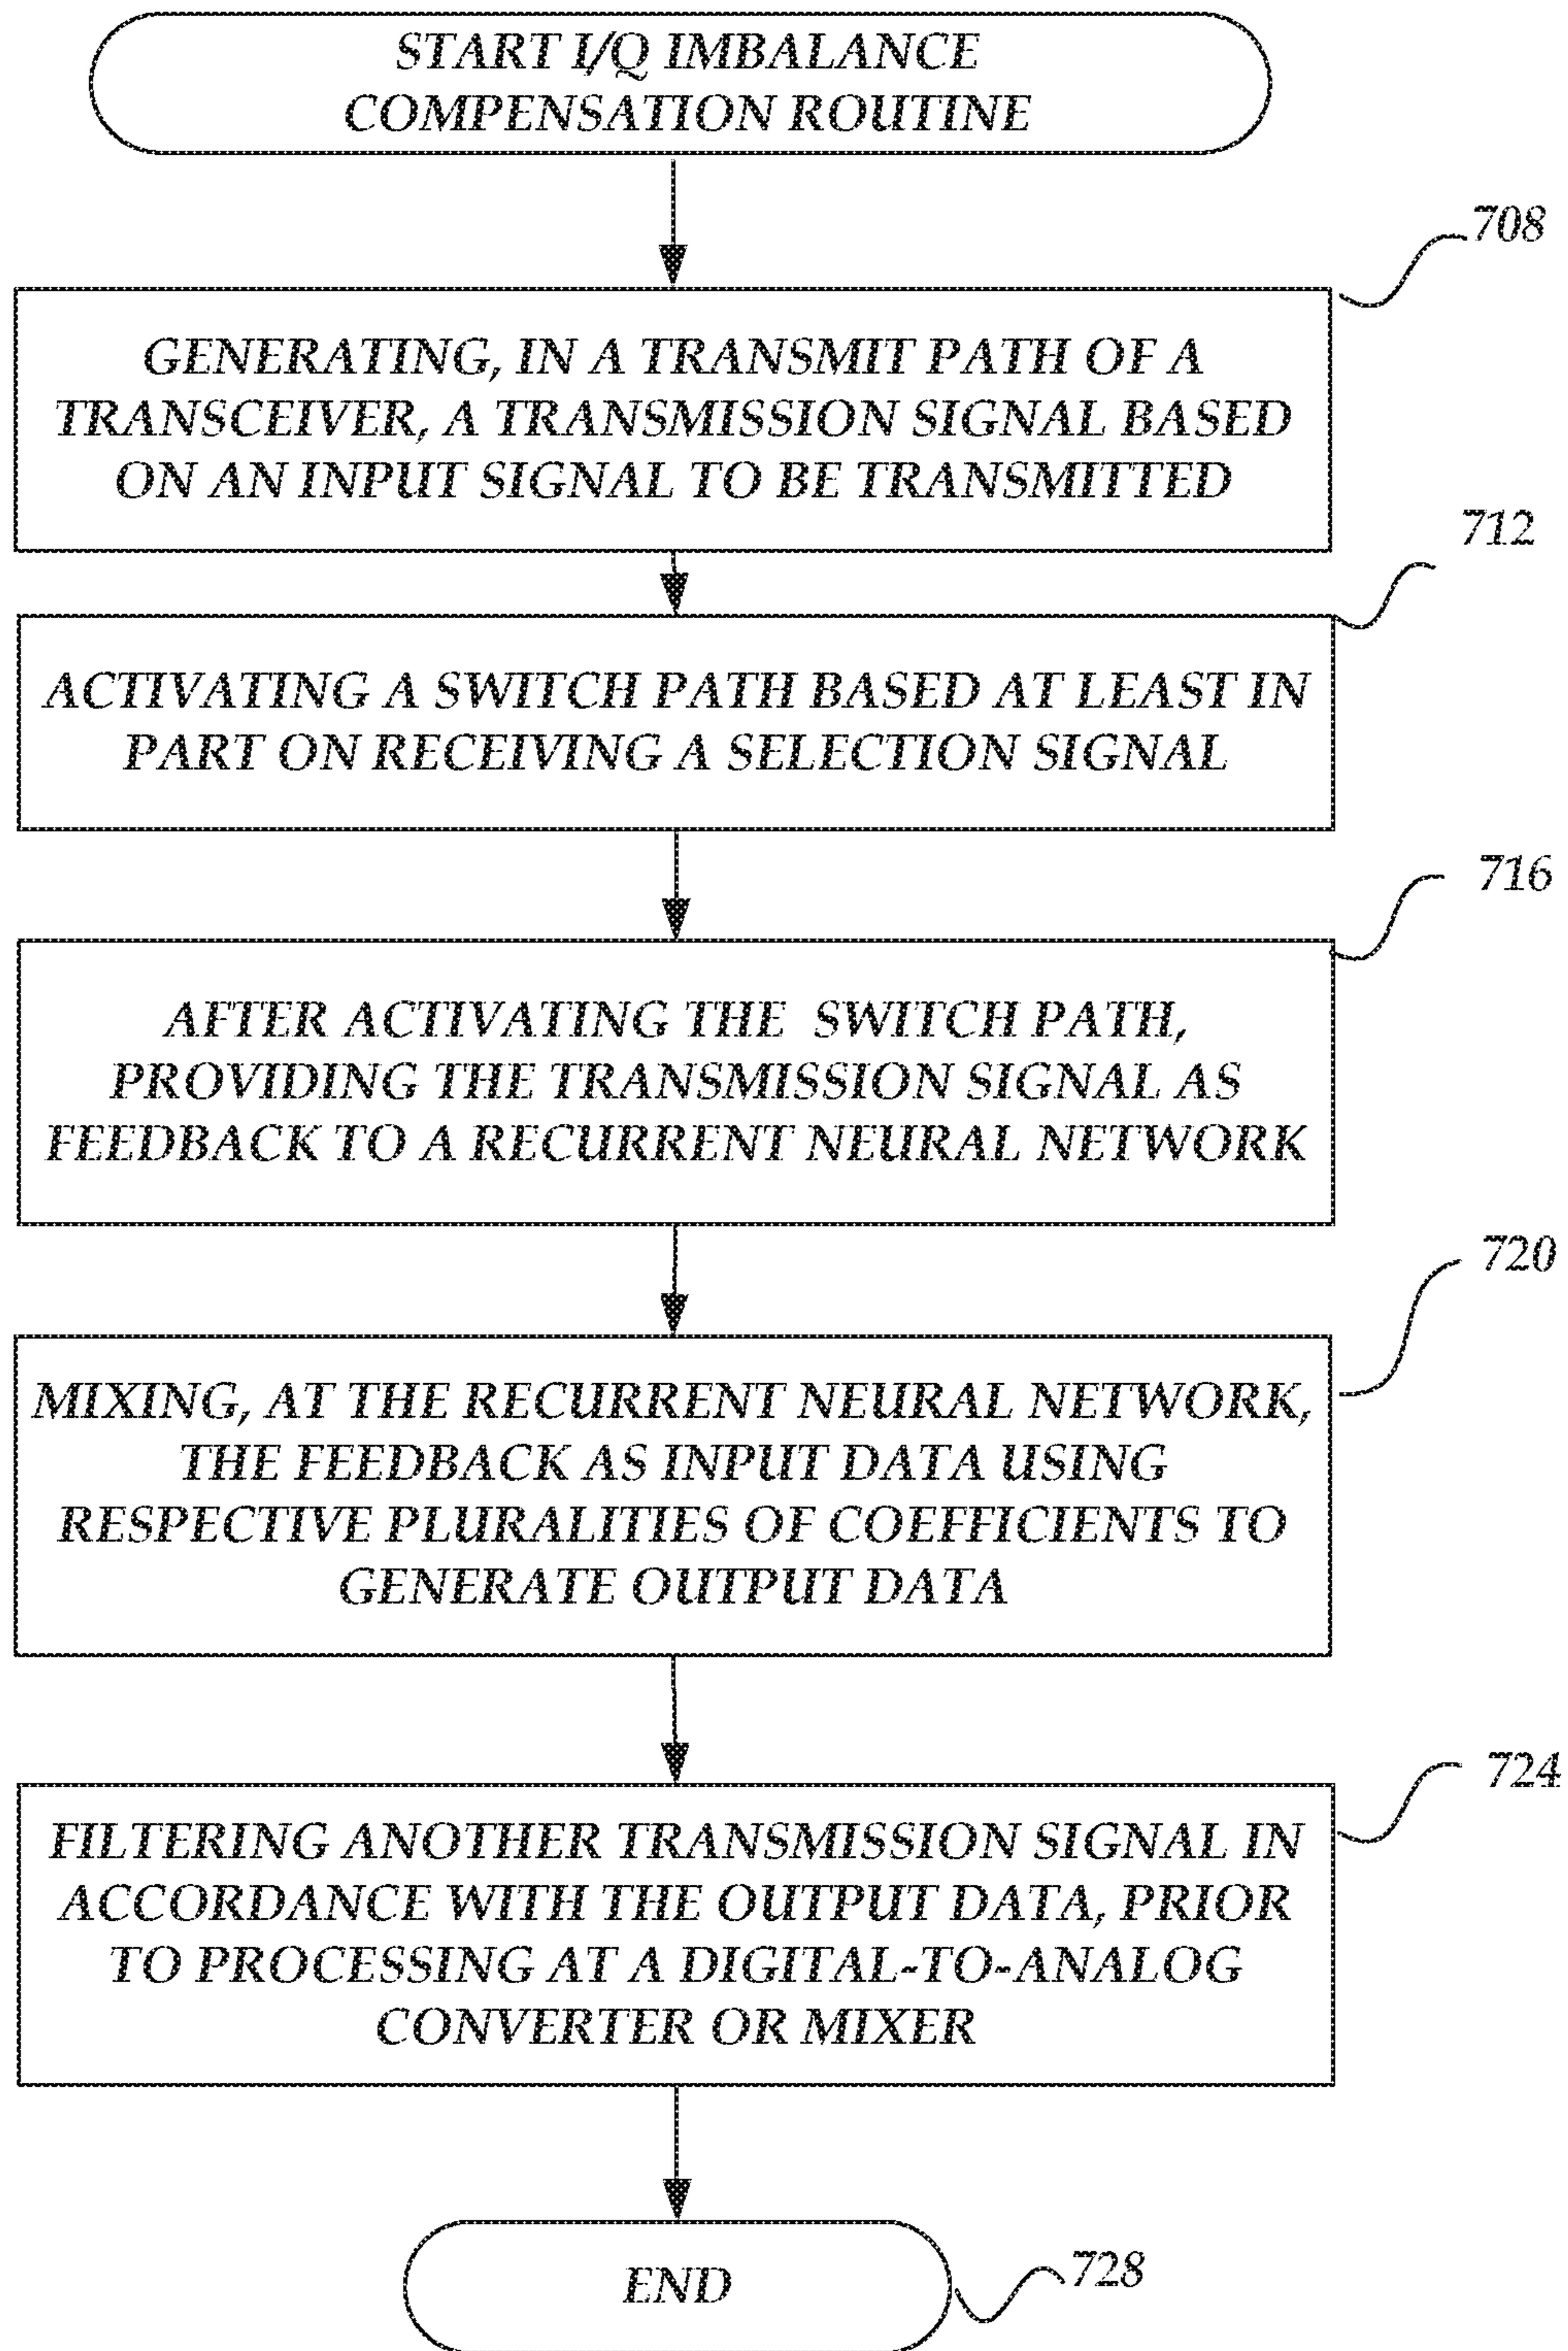 START I/Q IMBALANCE
COMPENSATION ROUTINE
708
GENERATING, IN A TRANSMIT PATH OF A
TRANSCEIVER, A TRANSMISSION SIGNAL BASED
ON AN INPUT SIGNAL TO BE TRANSMITTED
712
ACTIVATING A SWITCH PATH BASED AT LEAST IN
PART ON RECEIVING A SELECTION SIGNAL
716
AFTER ACTIVATING THE SWITCH PATH,
PROVIDING THE TRANSMISSION SIGNAL AS
FEEDBACK TO A RECURRENT NEURAL NETWORK
720
MIXING, AT THE RECURRENT NEURAL NETWORK,
THE FEEDBACK AS INPUT DATA USING
RESPECTIVE PLURALITIES OF COEFFICIENTS TO
GENERATE OUTPUT DATA
724
FILTERING ANOTHER TRANSMISSION SIGNAL IN
ACCORDANCE WITH THE OUTPUT DATA, PRIOR
TO PROCESSING AT A DIGITAL-TO-ANALOG
CONVERTER OR MIXER
END
728